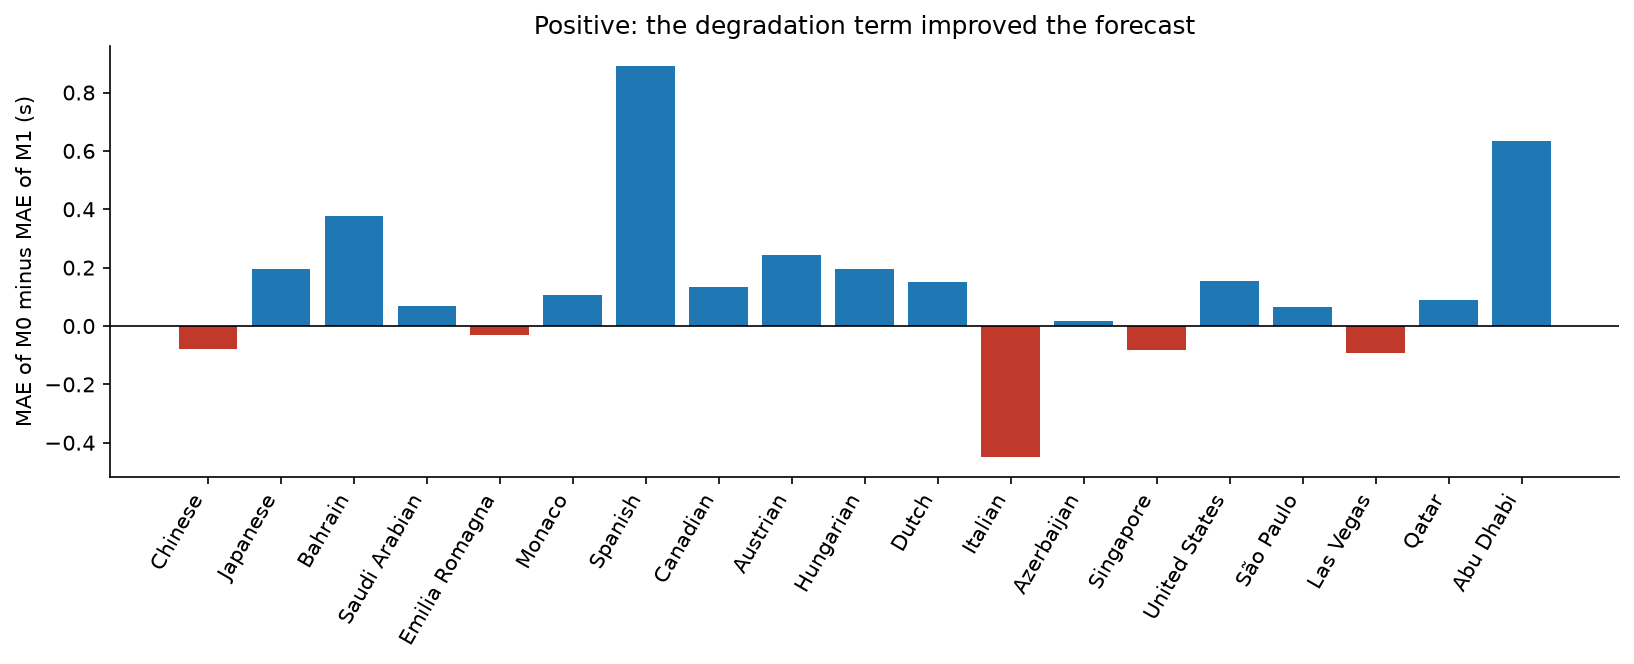 Positive: the degradation term improved the forecast
MAE of M0 minus MAE of M1 (s)
0.8
0.6
0.4
0.2
0.0
−0.2
−0.4
Chinese
Japanese
Bahrain
Saudi Arabian
Emilia Romagna
Monaco
Spanish
Canadian
Austrian
Hungarian
Dutch
Italian
Azerbaijan
Singapore
United States
São Paulo
Las Vegas
Qatar
Abu Dhabi